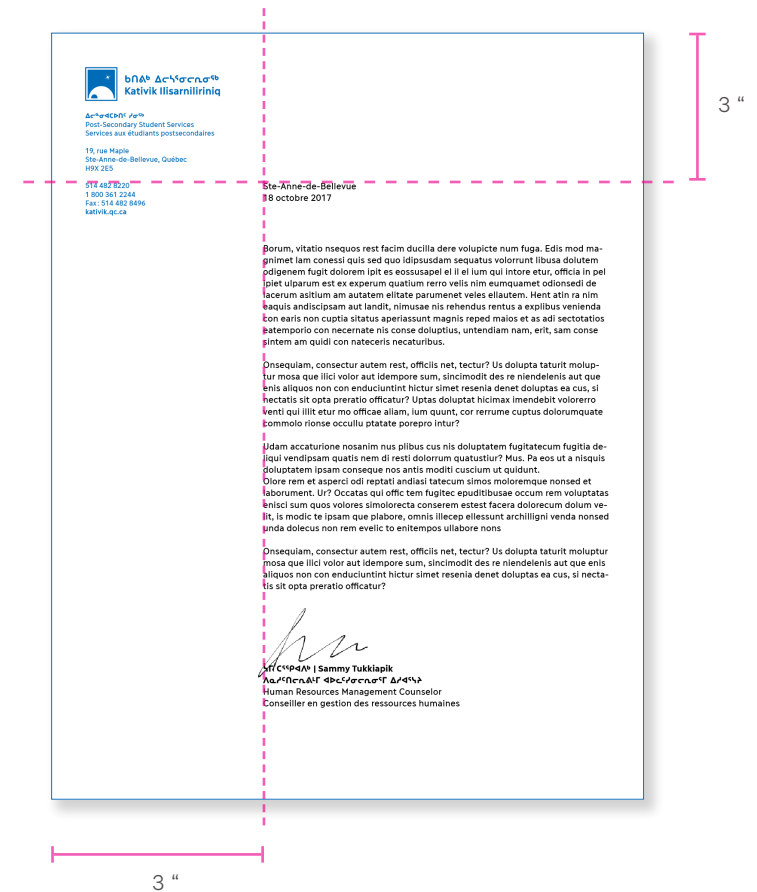 ᑲᑎᕕᒃ ᐃᓕᓴᕐᓂᓕᕆᓂᖅ
Kativik Ilisarniliriniq
Post-Secondary Student Services
Services aux étudiants postsecondaires
19, rue Maple
Ste-Anne-de-Bellevue, Québec
H9X 2E5
514 482 8220
1 800 361 2244
Fax : 514 482 8496
kativik.qc.ca
3 “
Ste-Anne-de-Bellevue
18 octobre 2017
Borum, vitatio nsequos rest facim ducilla dere volupicte num fuga. Edis mod ma-
gnimet lam conessi quis sed quo idipsusdam sequatus volorrunt libusa dolutem
odigenem fugit dolorem ipit es eossusapel el il el ium qui intore etur, officia in pel
ipiet ulparum est ex experum quatium rerro velis nim eumquamet odionsedi de
lacerum asitium am autatem elitate parumenet veles ellautem. Hent atin ra nim
eaquis andiscipsam aut landit, nimusae nis rehendus rentus a explibus venienda
con earis non cuptia sitatus aperiassunt magnis reped maios et as adi sectotatios
eatemporio con necernate nis conse doluptius, untendiam nam, erit, sam conse
sintem am quidi con nateceris necaturibus.
Onsequiam, consectur autem rest, officiis net, tectur? Us dolupta taturit molup-
tur mosa que ilici volor aut idempore sum, sincimodit des re niendelenis aut que
enis aliquos non con enduciuntint hictur simet resenia denet doluptas ea cus, si
nectatis sit opta preratio officatur? Uptas doluptat hicimax imendebit volorerro
venti qui illit etur mo officae aliam, ium quunt, cor rerrume cuptus dolorumquate
commolo rionse occullu ptatate porepro intur?
Udam accaturione nosanim nus plibus cus nis doluptatem fugitatecum fugitia de-
liqui vendipsam quatis nem di resti dolorrum quatustiur? Mus. Pa eos ut a nisquis
doluptatem ipsam conseque nos antis moditi cuscium ut quidunt.
Olore rem et asperci odi reptati andiasi tatecum simos moloremque nonsed et
laborument. Ur? Occatas qui offic tem fugitec epuditibusae occum rem voluptatas
enisci sum quos volores simolorecta conserem estest facera dolorecum dolum ve-
lit, is modic te ipsam que plabore, omnis illecep ellessunt archilligni venda nonsed
unda dolecus non rem evelic to enitempos ullabore nons
Onsequiam, consectur autem rest, officiis net, tectur? Us dolupta taturit moluptur
mosa que ilici volor aut idempore sum, sincimodit des re niendelenis aut que enis
aliquos non con enduciuntint hictur simet resenia denet doluptas ea cus, si necta-
tis sit opta preratio officatur?
| Sammy Tukkiapik
Human Resources Management Counselor
Conseiller en gestion des ressources humaines
3 “